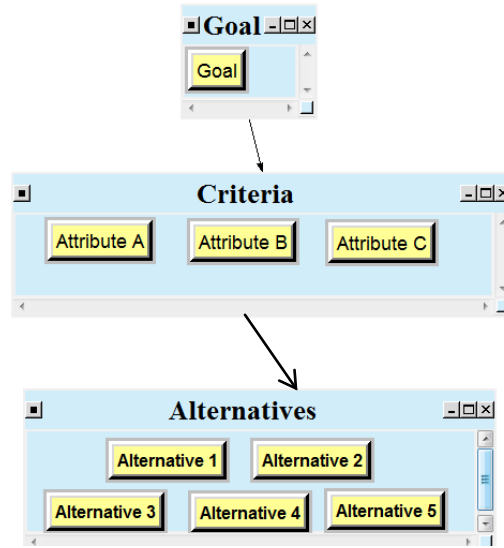 Goal
Goal
Criteria
Attribute A Attribute B Attribute C
Alternatives
Alternative 1 Alternative 2
Alternative 3 Alternative 4 Alternative 5